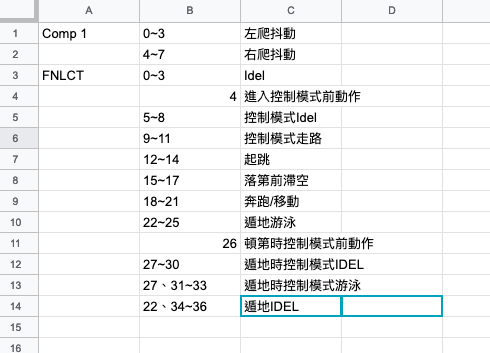 A B C D
1 Comp 1 0~3 左爬抖動
2 4~7 右爬抖動
3 FNLCT 0~3 Idel
4 4 進入控制模式前動作
5 5~8 控制模式Idel
6 9~11 控制模式走路
7 12~14 起跳
8 15~17 落第前滯空
9 18~21 奔跑/移動
10 22~25 遁地游泳
11 26 頓第時控制模式前動作
12 27~30 遁地時控制模式IDEL
13 27、31~33 遁地時控制模式游泳
14 22、34~36 遁地IDEL
15
16